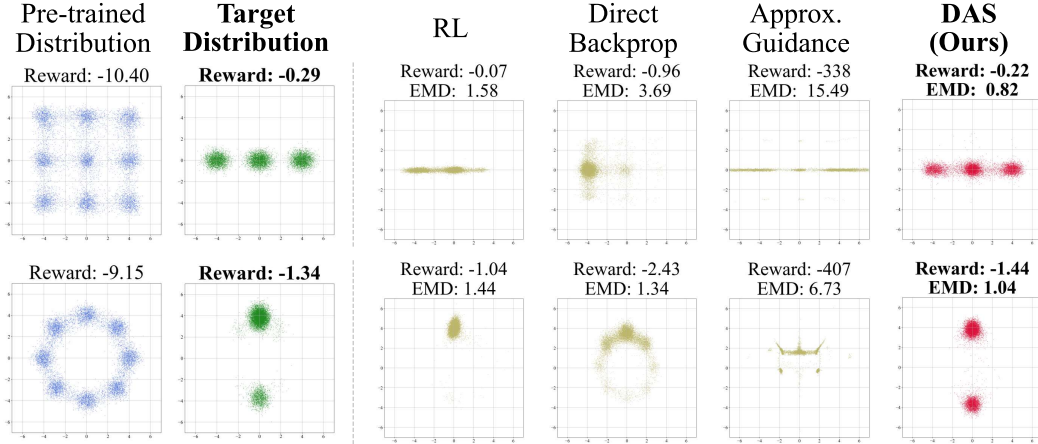 Pre-trained
Distribution
Target
Distribution
RL
Direct
Backprop
Approx.
Guidance
DAS
(Ours)
Reward: -10.40
Reward: -0.29
Reward: -0.07
EMD: 1.58
Reward: -0.96
EMD: 3.69
Reward: -338
EMD: 15.49
Reward: -0.22
EMD: 0.82
Reward: -9.15
Reward: -1.34
Reward: -1.04
EMD: 1.44
Reward: -2.43
EMD: 1.34
Reward: -407
EMD: 6.73
Reward: -1.44
EMD: 1.04